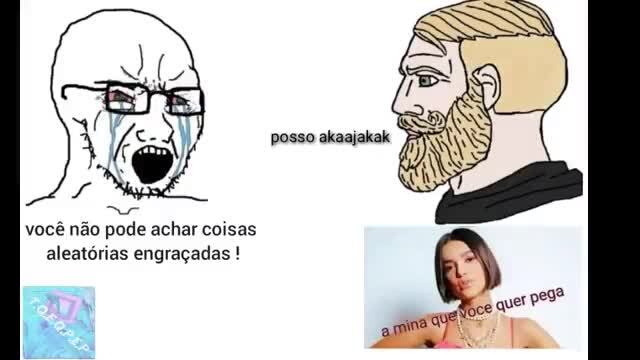 posso akaajakak
você não pode achar coisas
aleatórias engraçadas !
a mina que voce quer pega
T.O.E.O.P.E.P